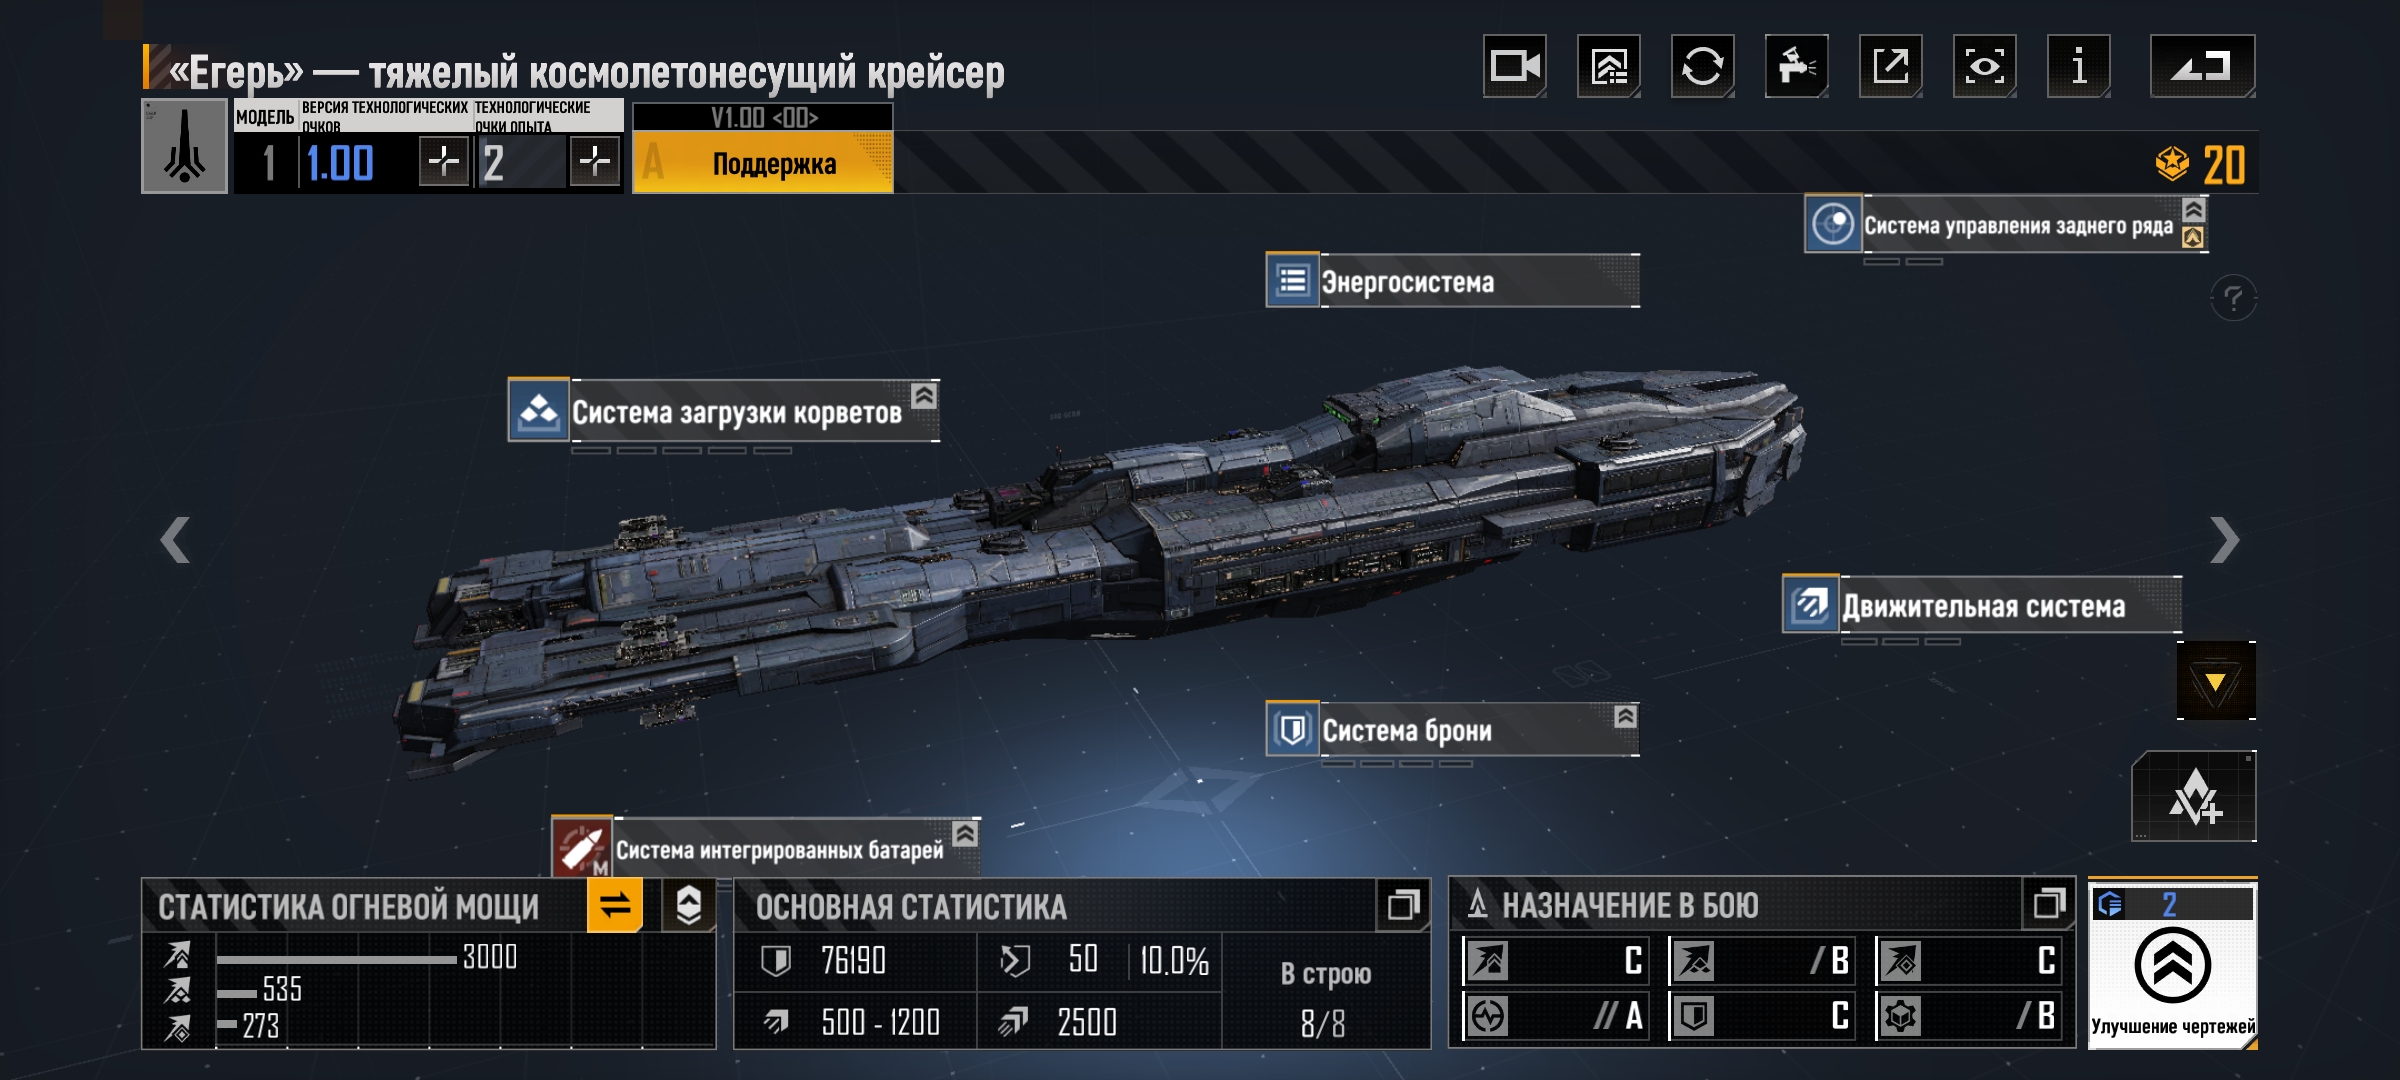 «Егерь» — тяжелый космолетонесущий крейсер
МОДЕЛЬ
1
ВЕРСИЯ ТЕХНОЛОГИЧЕСКИХ
ОЧКОВ
1.00
ТЕХНОЛОГИЧЕСКИЕ
ОЧКИ ОПЫТА
2
V1.00 <00>
A Поддержка
20
Система управления заднего ряда
Энергосистема
Система загрузки корветов
Движительная система
Система брони
M
Система интегрированных батарей
СТАТИСТИКА ОГНЕВОЙ МОЩИ
3000
535
273
ОСНОВНАЯ СТАТИСТИКА
76190
50
10.0%
500 - 1200
2500
В строю
8/8
НАЗНАЧЕНИЕ В БОЮ
C
/ B
C
// A
C
/ B
2
Улучшение чертежей